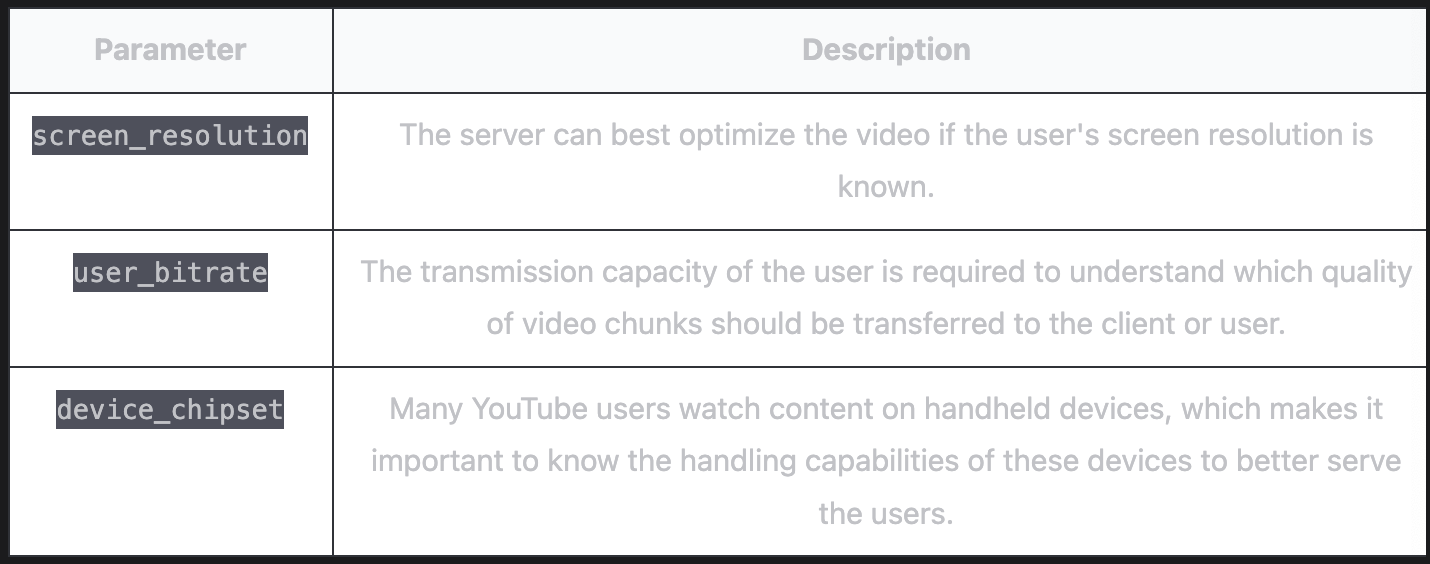 Parameter
Description
screen_resolution
The server can best optimize the video if the user's screen resolution is
known.
user_bitrate
The transmission capacity of the user is required to understand which quality
of video chunks should be transferred to the client or user.
device_chipset
Many YouTube users watch content on handheld devices, which makes it
important to know the handling capabilities of these devices to better serve
the users.